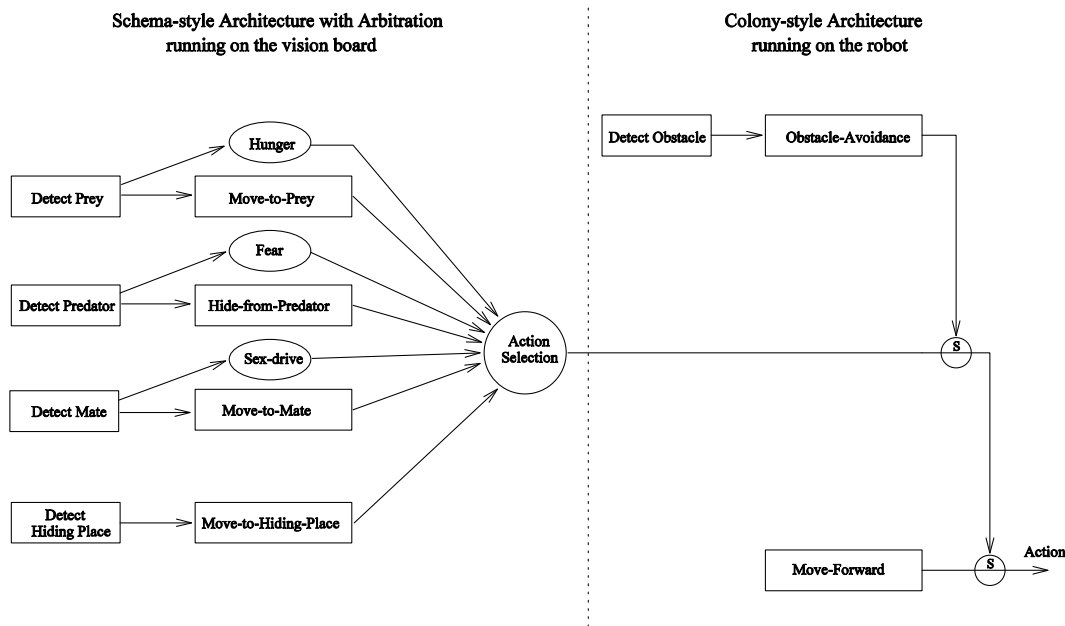 Schema-style Architecture with Arbitration
running on the vision board
Colony-style Architecture
running on the robot
Hunger
Detect Prey
Move-to-Prey
Fear
Detect Predator
Hide-from-Predator
Sex-drive
Detect Mate
Move-to-Mate
Detect
Hiding Place
Move-to-Hiding-Place
Action
Selection
Detect Obstacle
Obstacle-Avoidance
S
Move-Forward
S
Action